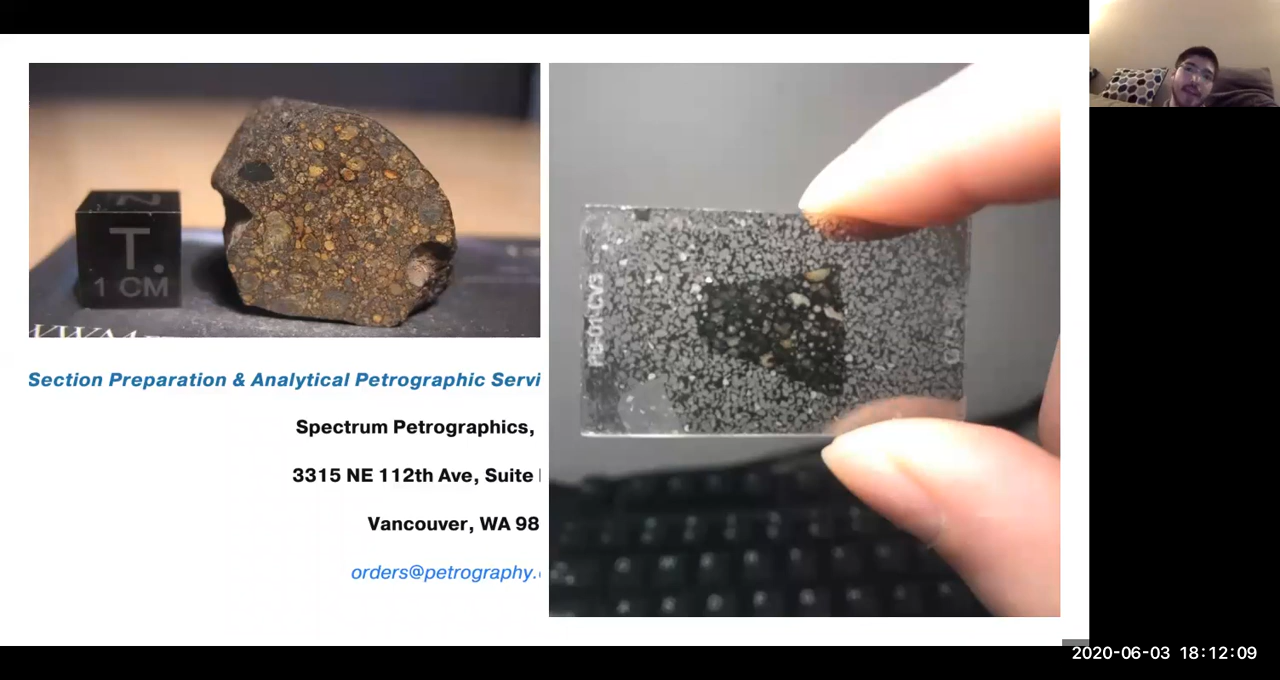 N
T.
1 CM
Section Preparation & Analytical Petrographic Servi
Spectrum Petrographics,
3315 NE 112th Ave, Suite
Vancouver, WA 98
orders@petrography.
CV3
2020-06-03 18:12:09